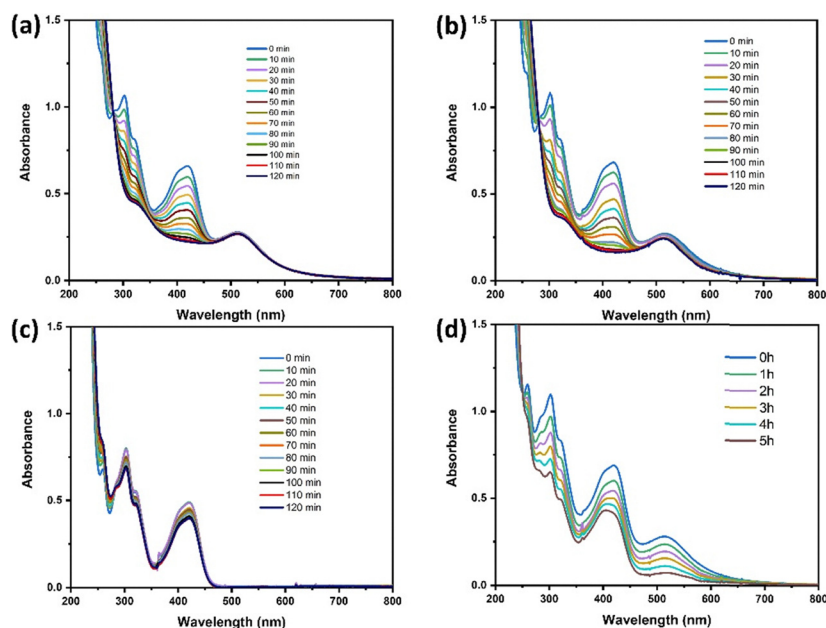 (a)
1.5
1.0
0.5
0.0
Absorbance
200 300 400 500 600 700 800
Wavelength (nm)
0 min
10 min
20 min
30 min
40 min
50 min
60 min
70 min
80 min
90 min
100 min
110 min
120 min
(b)
1.5
1.0
0.5
0.0
Absorbance
200 300 400 500 600 700 800
Wavelength (nm)
0 min
10 min
20 min
30 min
40 min
50 min
60 min
70 min
80 min
90 min
100 min
110 min
120 min
(c)
1.5
1.0
0.5
0.0
Absorbance
200 300 400 500 600 700 800
Wavelength (nm)
0 min
10 min
20 min
30 min
40 min
50 min
60 min
70 min
80 min
90 min
100 min
110 min
120 min
(d)
1.5
1.0
0.5
0.0
Absorbance
200 300 400 500 600 700 800
Wavelength (nm)
0h
1h
2h
3h
4h
5h